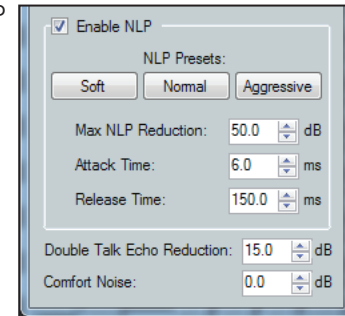 Enable NLP
NLP Presets:
Soft Normal Aggressive
Max NLP Reduction: 50.0 dB
Attack Time: 6.0 ms
Release Time: 150.0 ms
Double Talk Echo Reduction: 15.0 dB
Comfort Noise: 0.0 dB